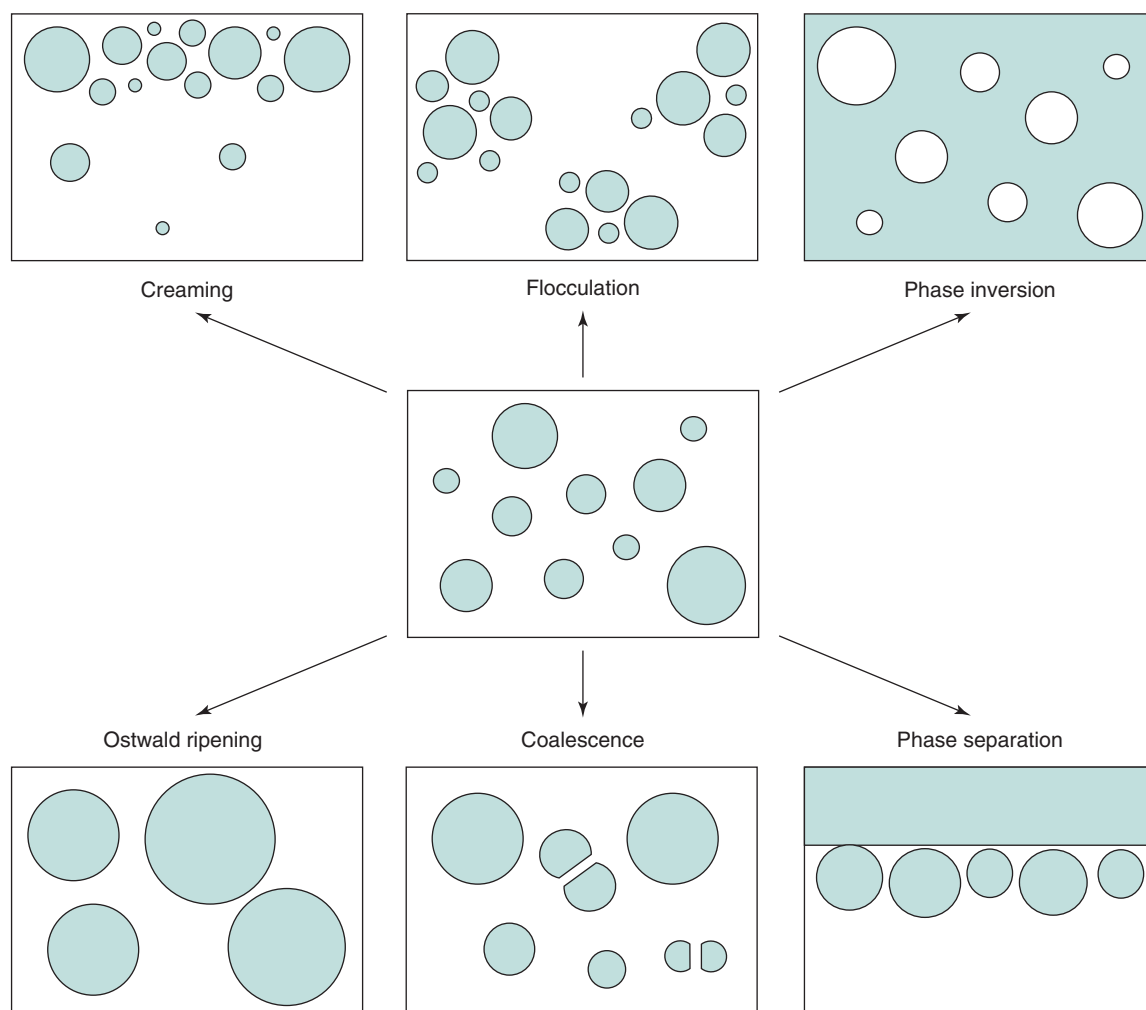 Creaming
Flocculation
Phase inversion
Ostwald ripening
Coalescence
Phase separation